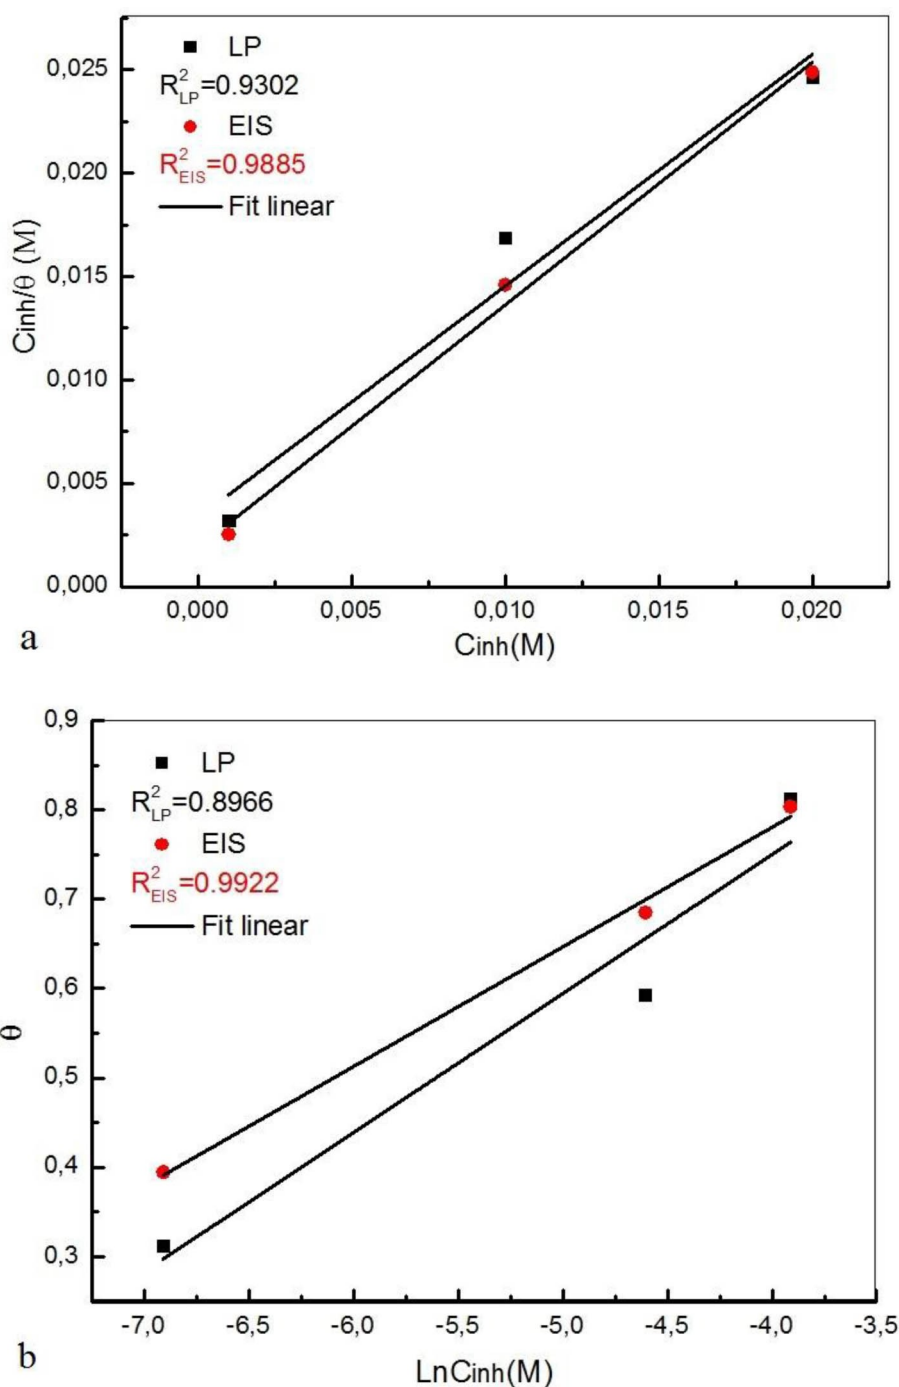 LP
R²LP=0.9302
EIS
R²EIS=0.9885
Fit linear
Cinh/θ (M)
0,025
0,020
0,015
0,010
0,005
0,000
0,000 0,005 0,010 0,015 0,020
Cinh(M)
a
LP
R²LP=0.8966
EIS
R²EIS=0.9922
Fit linear
θ
0,9
0,8
0,7
0,6
0,5
0,4
0,3
-7,0 -6,5 -6,0 -5,5 -5,0 -4,5 -4,0 -3,5
LnCinh(M)
b